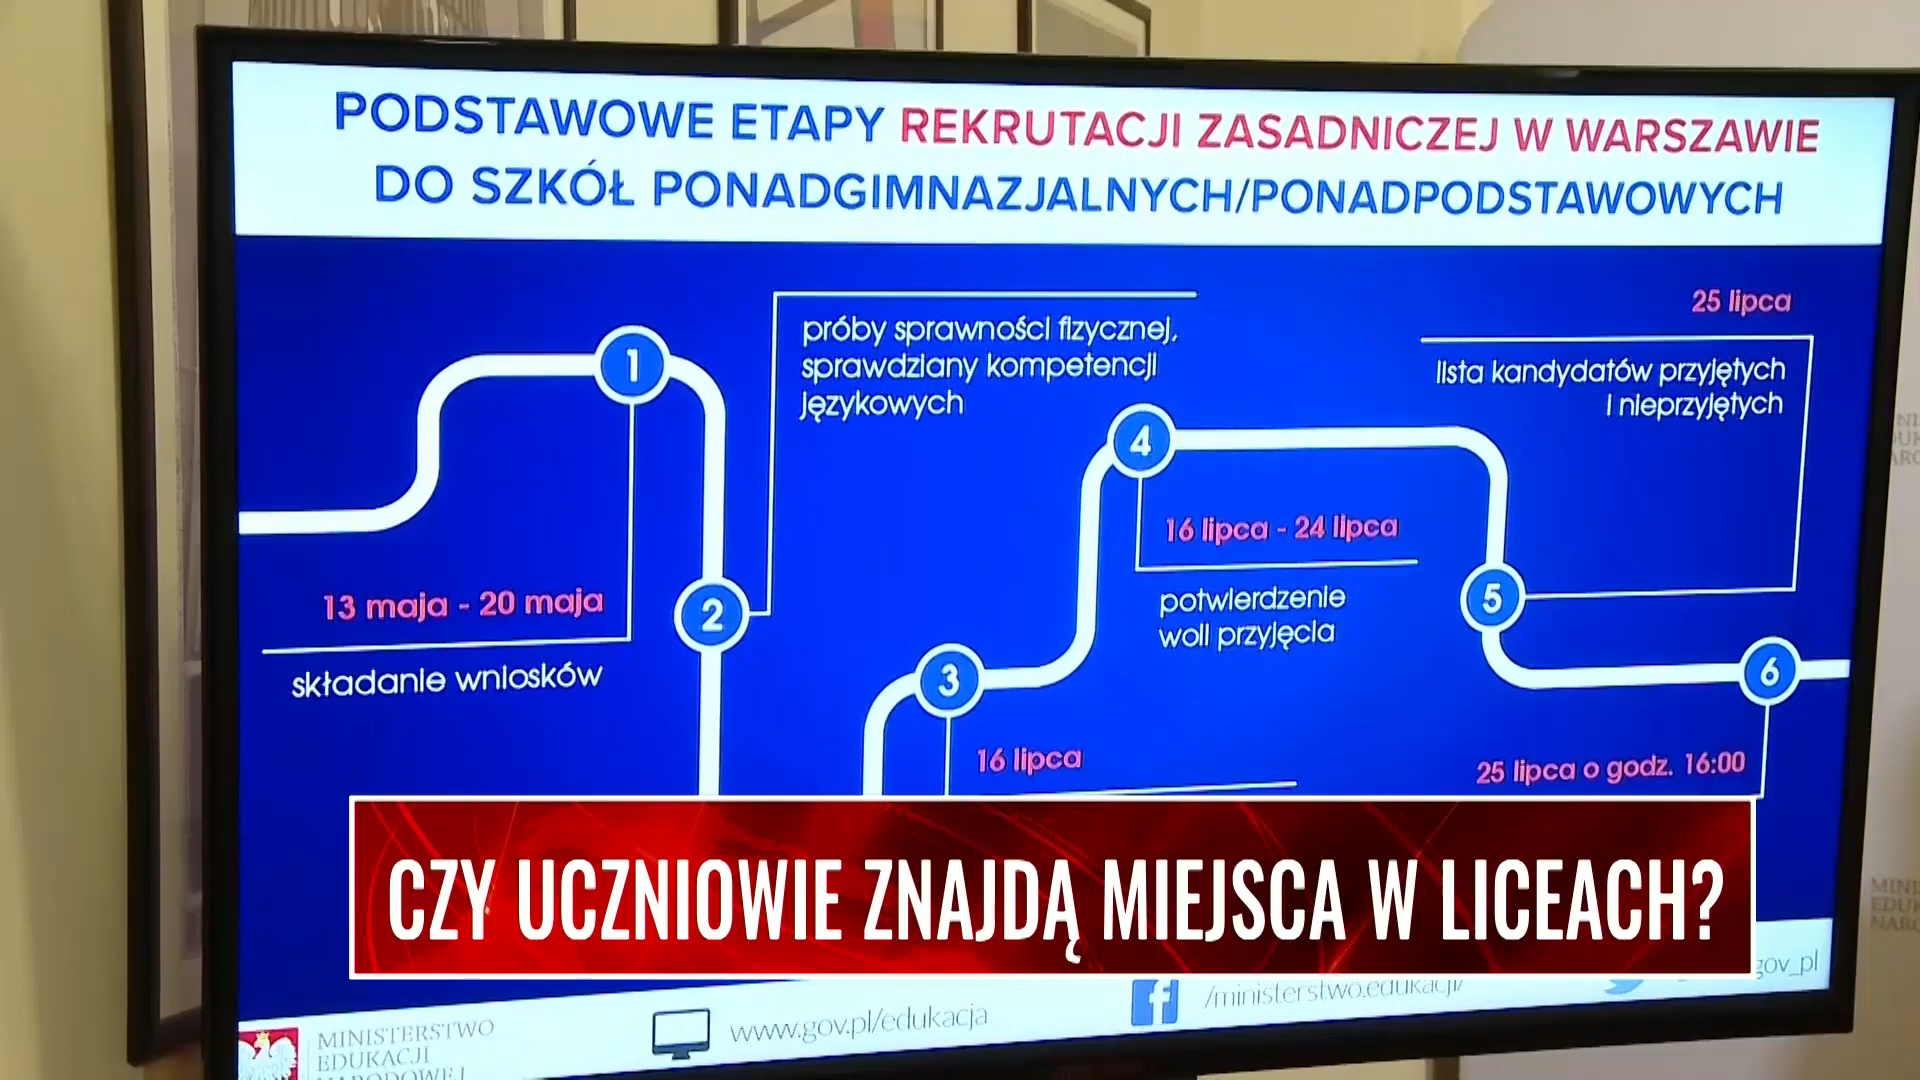 PODSTAWOWE ETAPY REKRUTACJI ZASADNICZEJ W WARSZAWIE
DO SZKÓŁ PONADGIMNAZJALNYCH/PONADPODSTAWOWYCH
1
13 maja - 20 maja
składanie wniosków
2
próby sprawności fizycznej,
sprawdziany kompetencji
językowych
3
16 lipca
4
16 lipca - 24 lipca
potwierdzenie
woli przyjęcia
5
25 lipca
lista kandydatów przyjętych
i nieprzyjętych
6
25 lipca o godz. 16:00
CZY UCZNIOWIE ZNAJDĄ MIEJSCA W LICEACH?
MINISTERSTWO
EDUKACJI
NARODOWEJ
www.gov.pl/edukacja
/ministerstwo.edukacji/
gov_pl